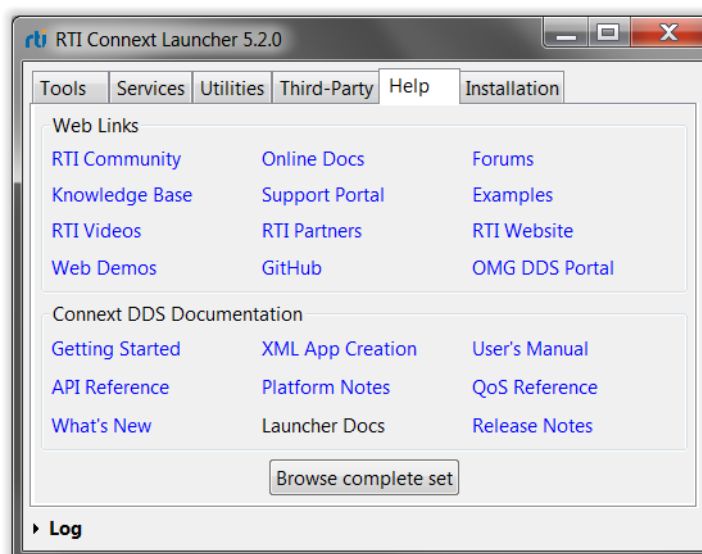 rti RTI Connext Launcher 5.2.0
Tools Services Utilities Third-Party Help Installation
Web Links
RTI Community Online Docs Forums
Knowledge Base Support Portal Examples
RTI Videos RTI Partners RTI Website
Web Demos GitHub OMG DDS Portal
Connext DDS Documentation
Getting Started XML App Creation User's Manual
API Reference Platform Notes QoS Reference
What's New Launcher Docs Release Notes
Browse complete set
Log